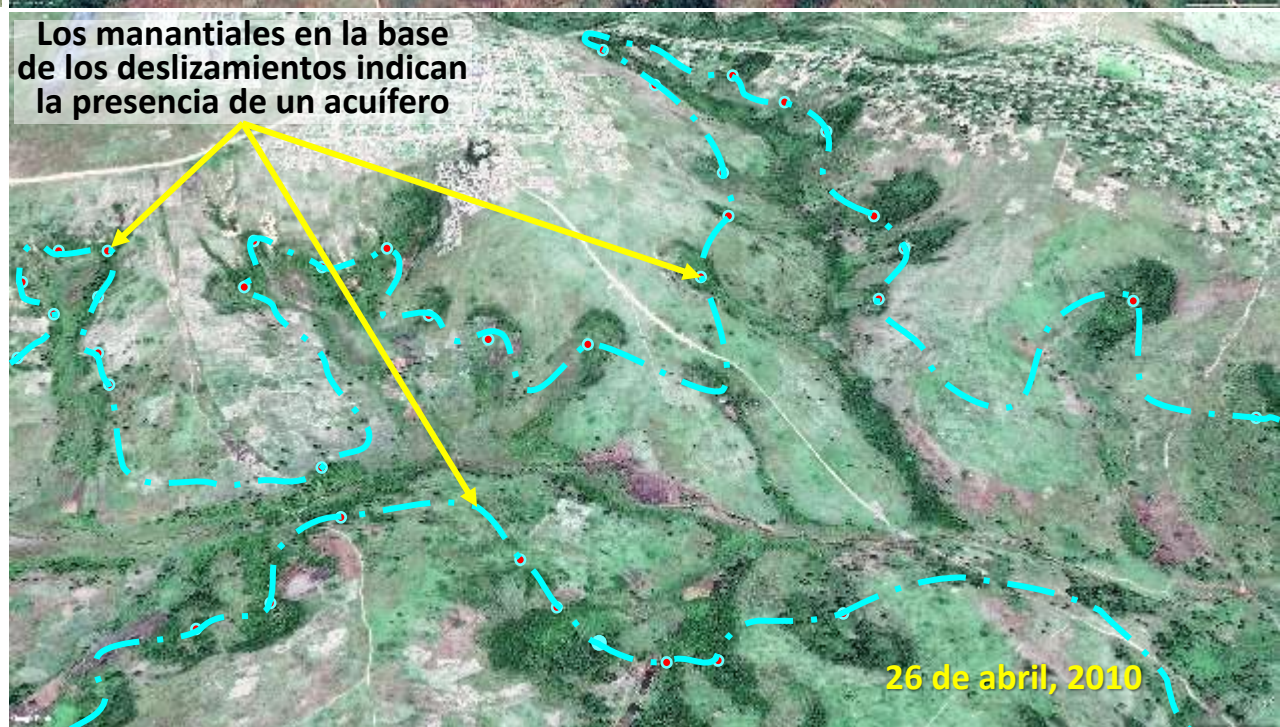 Los manantiales en la base
de los deslizamientos indican
la presencia de un acuífero
26 de abril, 2010